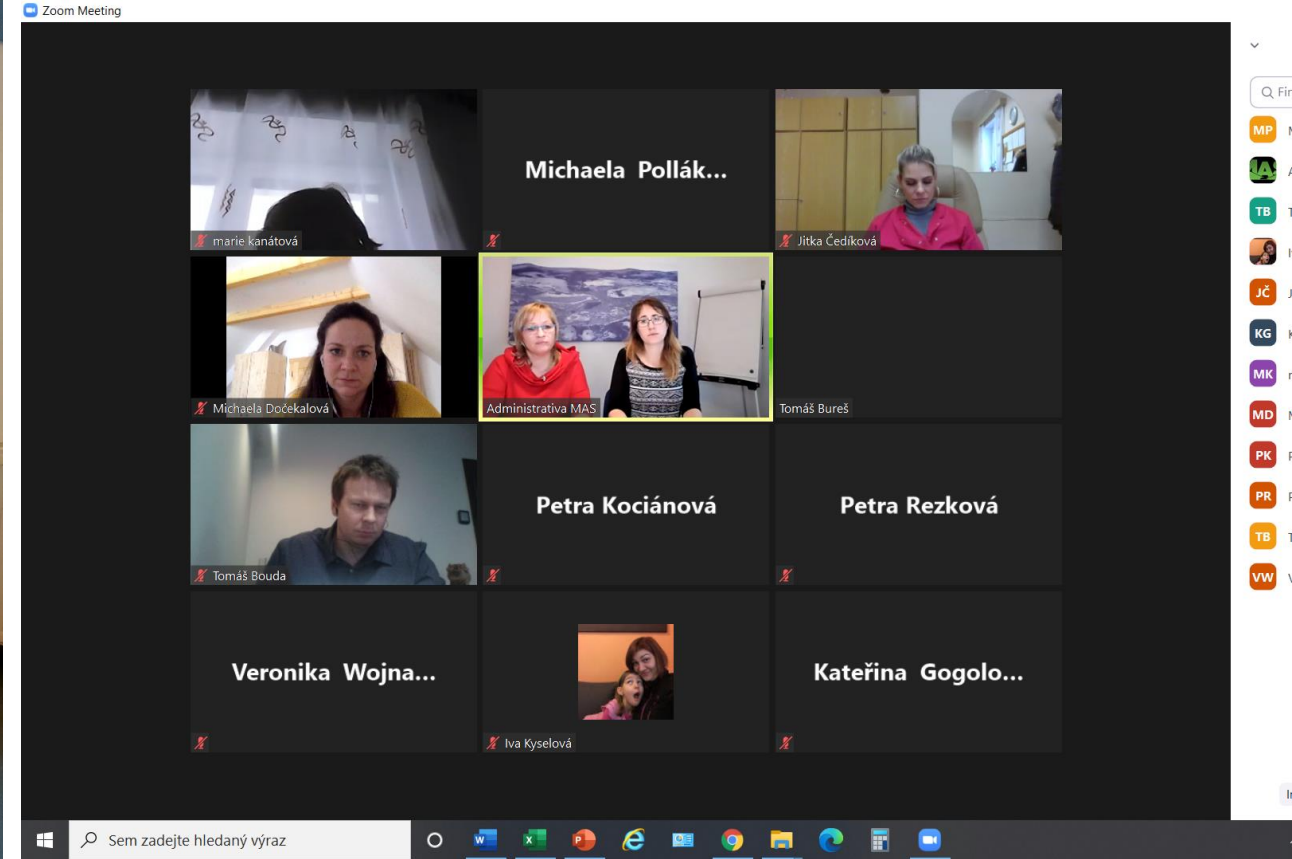 Zoom Meeting
marie kanátová
Michaela Pollák...
Jitka Čedíková
Michaela Dočekalová
Administrativa MAS
Tomáš Bureš
Tomáš Bouda
Petra Kociánová
Petra Rezková
Veronika Wojna...
Iva Kyselová
Kateřina Gogolo...
Fin
MP M
A
TB T
I
JČ J
KG K
MK m
MD M
PK P
PR P
TB T
VW V
In
Sem zadejte hledaný výraz